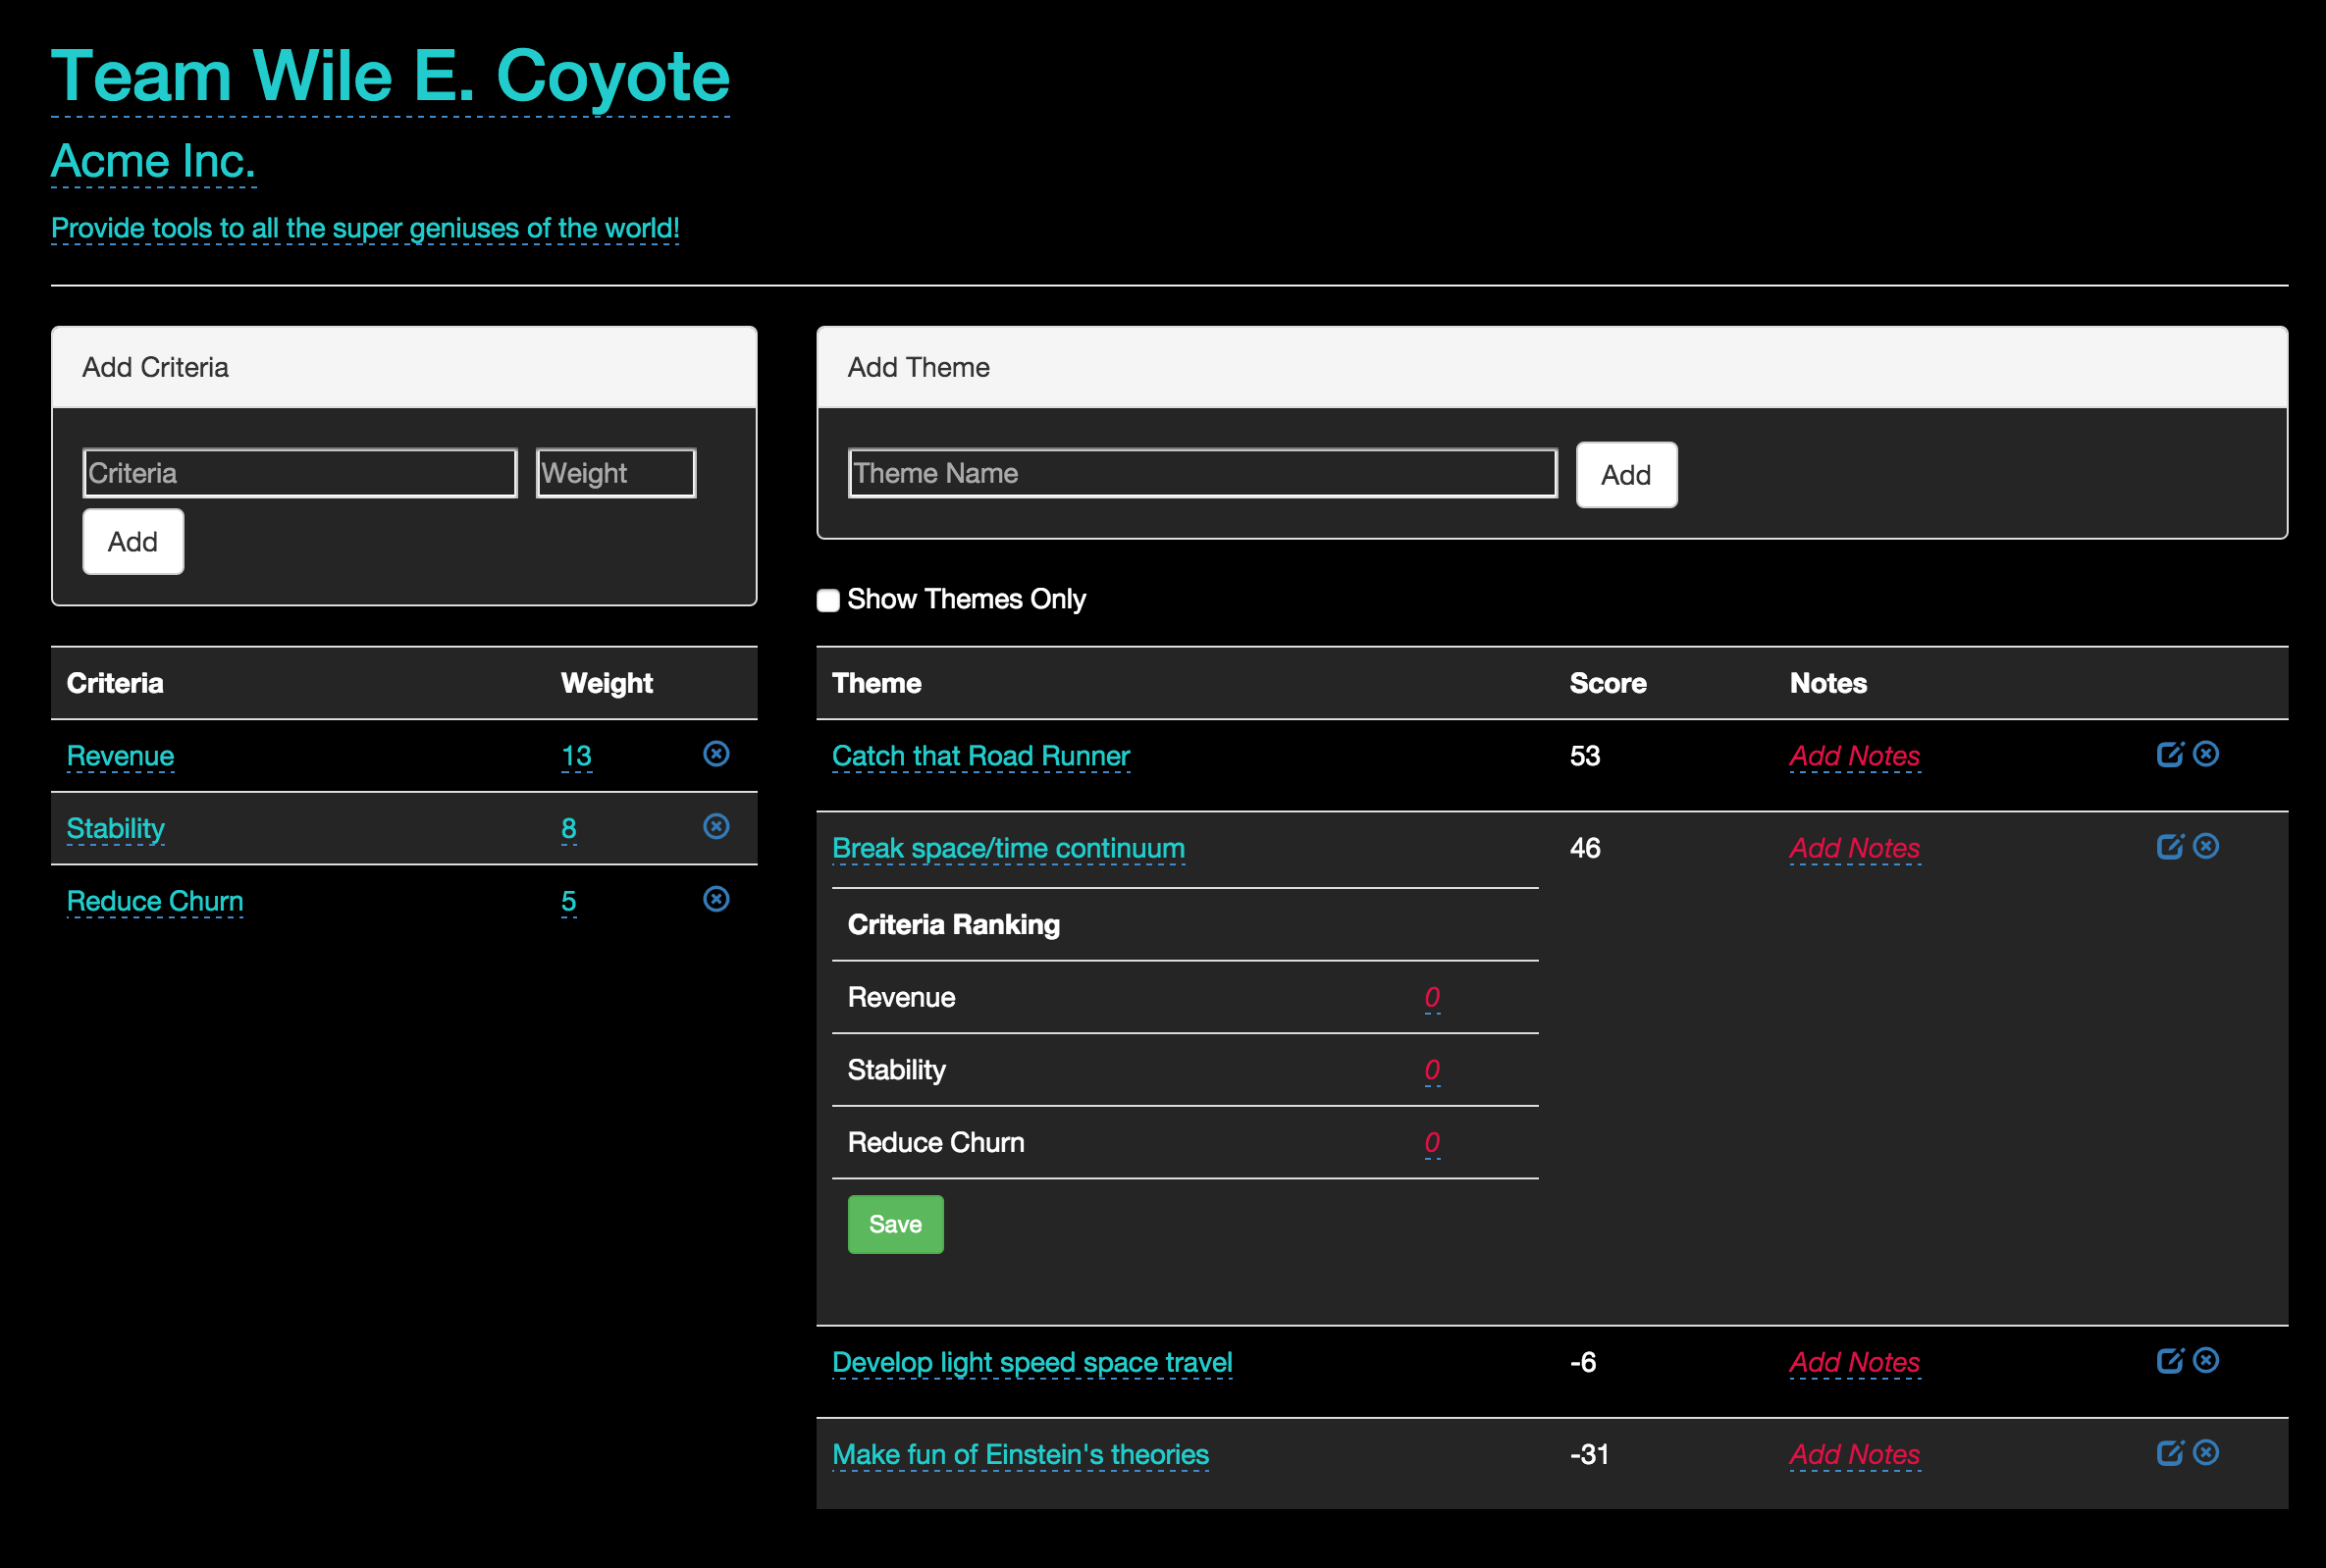 Team Wile E. Coyote
Acme Inc.
Provide tools to all the super geniuses of the world!
Add Criteria
Criteria Weight
Add
Criteria Weight
Revenue 13
Stability 8
Reduce Churn 5
Add Theme
Theme Name Add
Show Themes Only
Theme Score Notes
Catch that Road Runner 53 Add Notes
Break space/time continuum 46 Add Notes
Criteria Ranking
Revenue 0
Stability 0
Reduce Churn 0
Save
Develop light speed space travel -6 Add Notes
Make fun of Einstein's theories -31 Add Notes